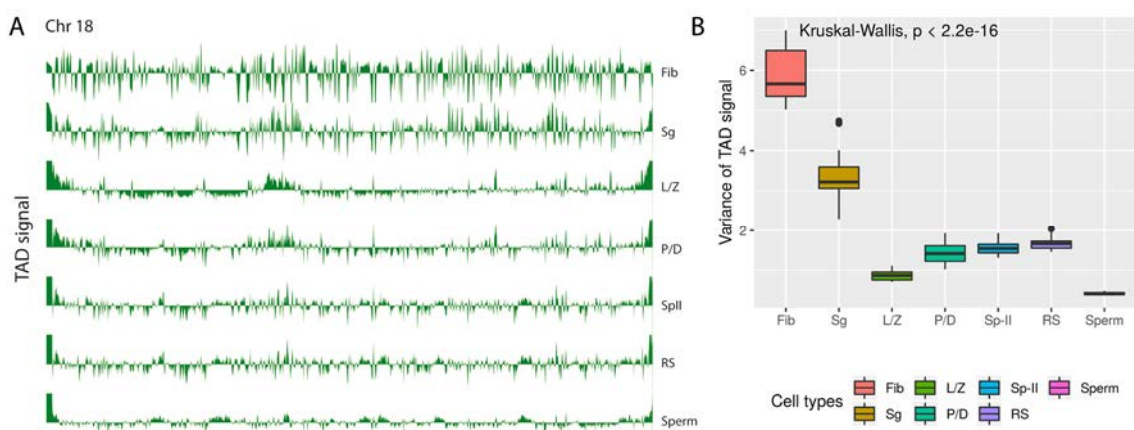 A Chr 18
TAD signal
Fib
Sg
L/Z
P/D
SpII
RS
Sperm
B
Kruskal-Wallis, p < 2.2e-16
Variance of TAD signal
6
4
2
Fib Sg L/Z P/D Sp-II RS Sperm
Cell types
Fib L/Z Sp-II Sperm
Sg P/D RS